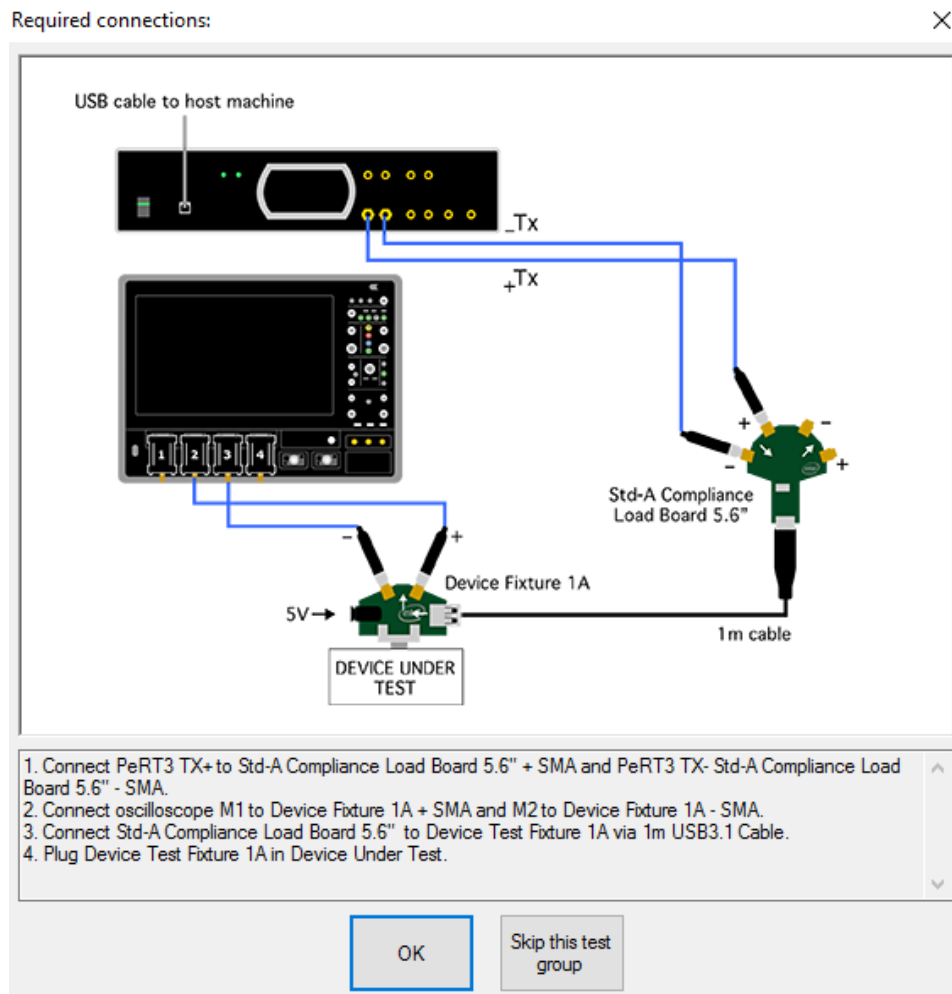 Required connections:
USB cable to host machine
_Tx
+Tx
1 2 3 4
+ -
- +
Std-A Compliance
Load Board 5.6”
- +
Device Fixture 1A
5V→
1m cable
DEVICE UNDER
TEST
1. Connect PeRT3 TX+ to Std-A Compliance Load Board 5.6" + SMA and PeRT3 TX- Std-A Compliance Load
Board 5.6" - SMA.
2. Connect oscilloscope M1 to Device Fixture 1A + SMA and M2 to Device Fixture 1A - SMA.
3. Connect Std-A Compliance Load Board 5.6" to Device Test Fixture 1A via 1m USB3.1 Cable.
4. Plug Device Test Fixture 1A in Device Under Test.
OK
Skip this test
group